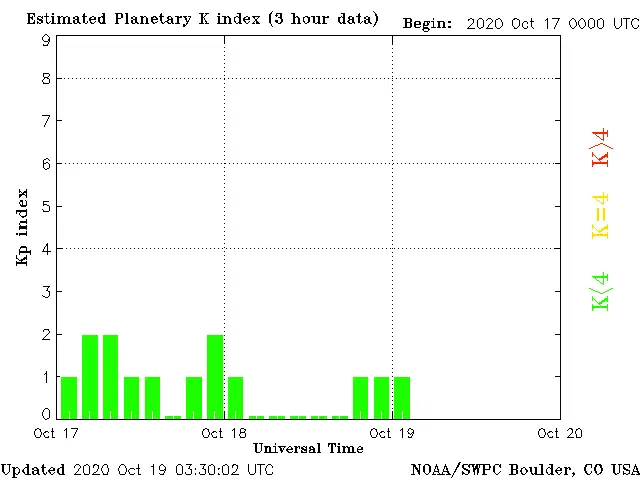 Estimated Planetary K index (3 hour data) Begin: 2020 Oct 17 0000 UTC
9
8
7
6
5
4
3
2
1
0
Kp index
K>4
K=4
K<4
Oct 17 Oct 18 Oct 19 Oct 20
Universal Time
Updated 2020 Oct 19 03:30:02 UTC NOAA/SWPC Boulder, CO USA